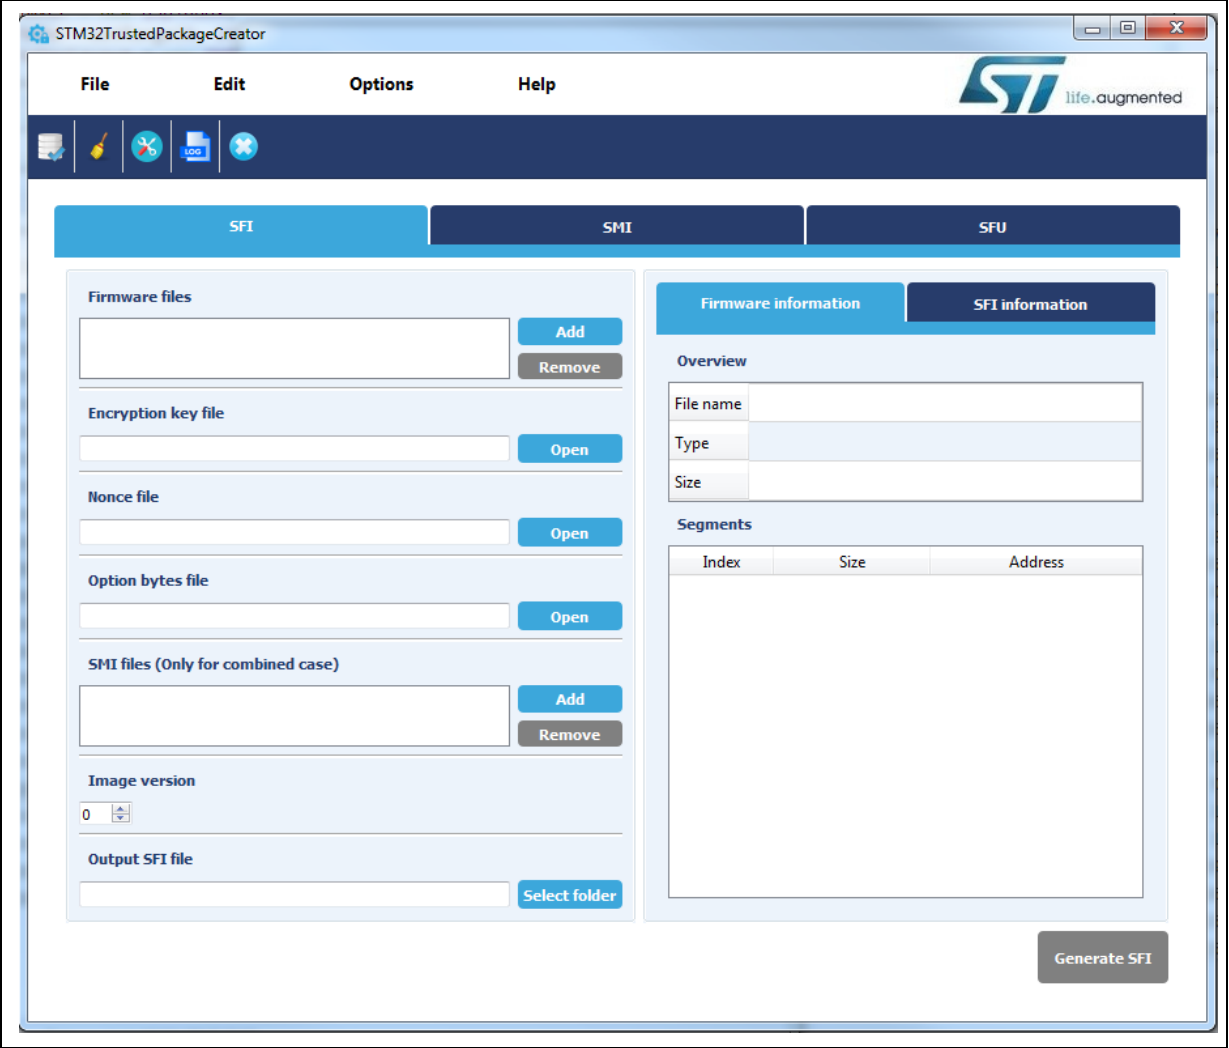 STM32TrustedPackageCreator
File Edit Options Help
ST life.augmented
LOG
SFI SMI SFU
Firmware files
Add
Remove
Encryption key file
Open
Nonce file
Open
Option bytes file
Open
SMI files (Only for combined case)
Add
Remove
Image version
0
Output SFI file
Select folder
Firmware information SFI information
Overview
File name
Type
Size
Segments
Index Size Address
Generate SFI